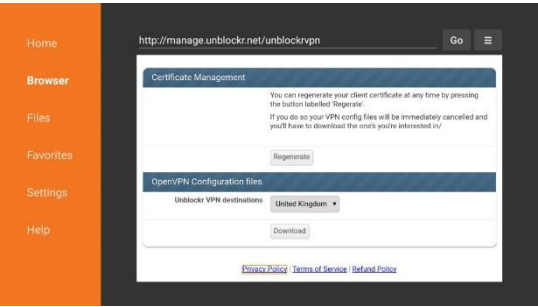 Home
Browser
Files
Favorites
Settings
Help
http://manage.unblockr.net/unblockrvpn
Go
Certificate Management
You can regenerate your client certificate at any time by pressing
the button labelled 'Regerate'.
If you do so your VPN config files will be immediately cancelled and
you'll have to download the one's you're interested in/
Regenerate
OpenVPN Configuration files
Unblockr VPN destinations
United Kingdom
Download
Privacy Policy | Terms of Service | Refund Policy